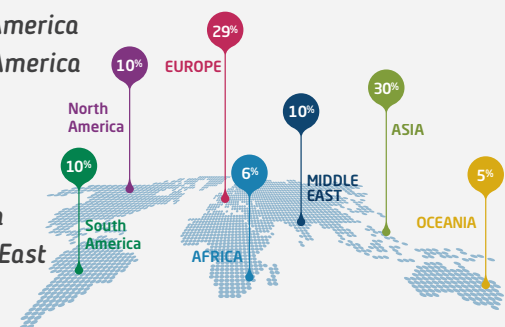 America
America
29%
10%
EUROPE
North
America
30%
10%
ASIA
10%
6%
5%
MIDDLE
EAST
South
America
OCEANIA
AFRICA
East